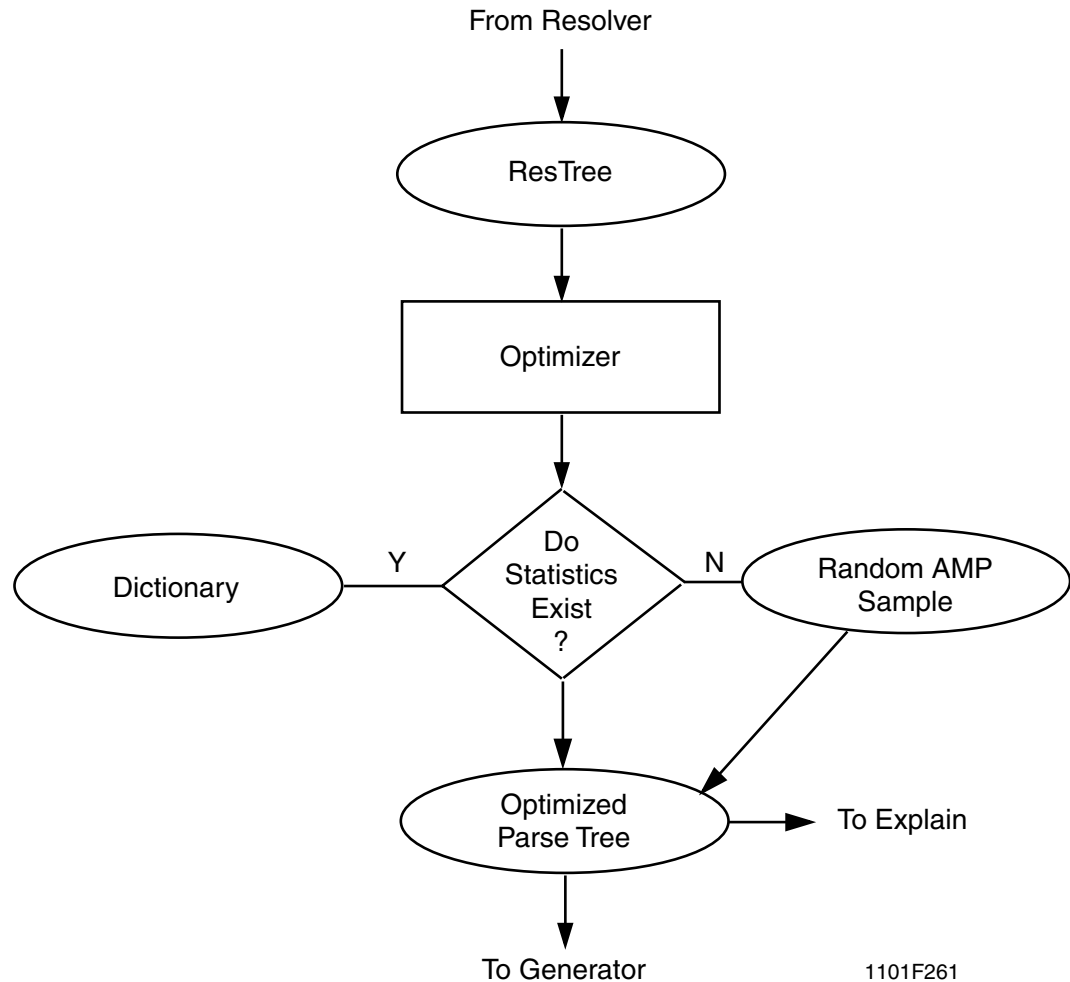 From Resolver
ResTree
Optimizer
Do
Statistics
Exist
?
Y
N
Dictionary
Random AMP
Sample
Optimized
Parse Tree
To Explain
To Generator
1101F261